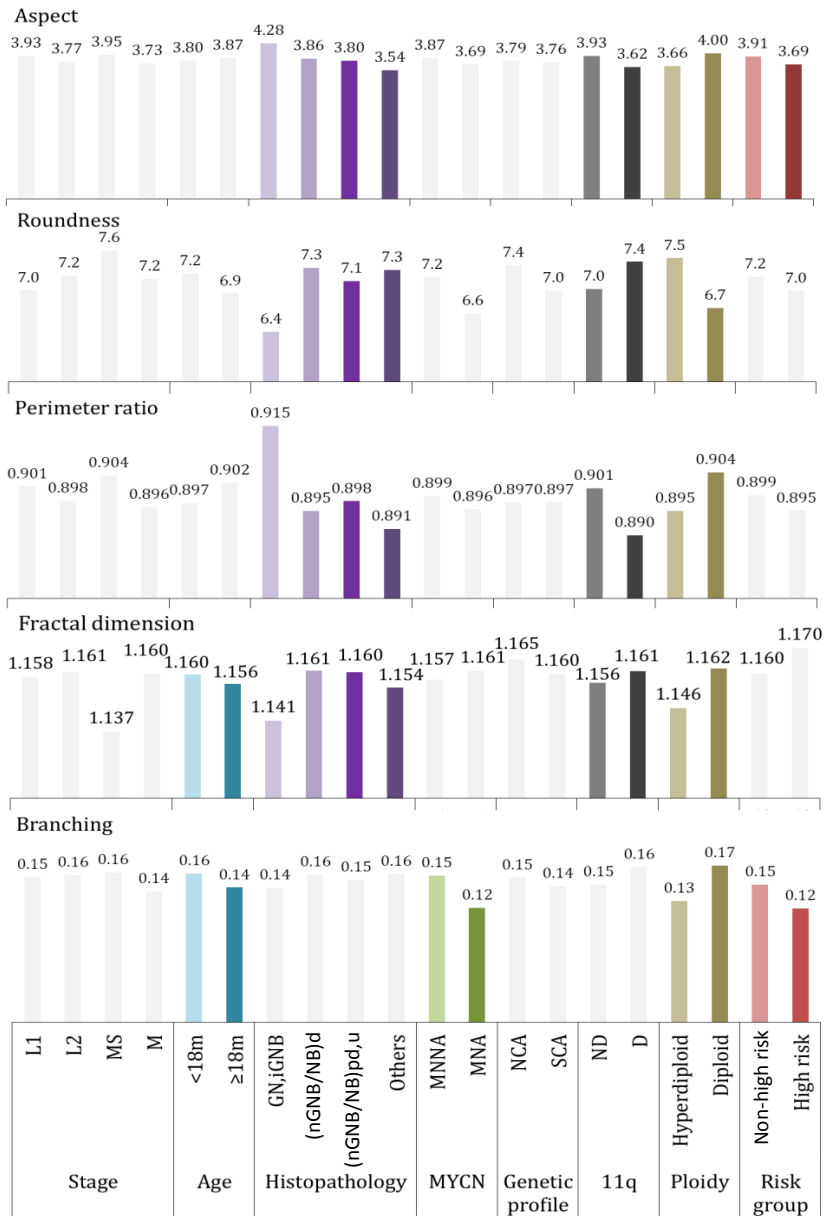 Aspect
3.93 3.77 3.95 3.73 3.80 3.87 4.28 3.86 3.80 3.54 3.87 3.69 3.79 3.76 3.93 3.62 3.66 4.00 3.91 3.69
Roundness
7.0 7.2 7.6 7.2 7.2 6.9 6.4 7.3 7.1 7.3 7.2 6.6 7.4 7.0 7.0 7.4 7.5 6.7 7.2 7.0
Perimeter ratio
0.901 0.898 0.904 0.896 0.897 0.902 0.915 0.895 0.898 0.891 0.899 0.896 0.897 0.897 0.901 0.890 0.895 0.904 0.899 0.895
Fractal dimension
1.158 1.161 1.137 1.160 1.160 1.156 1.141 1.161 1.160 1.154 1.157 1.161 1.165 1.160 1.156 1.161 1.146 1.162 1.160 1.170
Branching
0.15 0.16 0.16 0.14 0.16 0.14 0.14 0.16 0.15 0.16 0.15 0.12 0.15 0.14 0.15 0.16 0.13 0.17 0.15 0.12
L1
L2
MS
M
<18m
≥18m
GN,iGNB
(nGNB/NB)d
(nGNB/NB)pd,u
Others
MNNA
MNA
NCA
SCA
ND
D
Hyperdiploid
Diploid
Non-high risk
High risk
Stage
Age
Histopathology
MYCN
Genetic
profile
11q
Ploidy
Risk
group